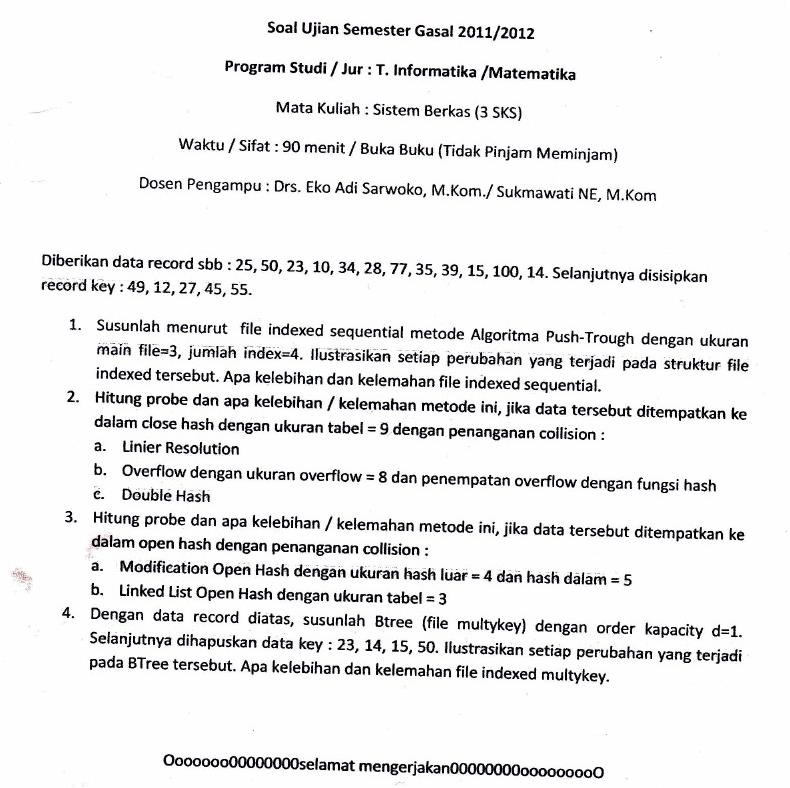 Soal Ujian Semester Gasal 2011/2012
Program Studi / Jur : T. Informatika /Matematika
Mata Kuliah : Sistem Berkas (3 SKS)
Waktu / Sifat : 90 menit / Buka Buku (Tidak Pinjam Meminjam)
Dosen Pengampu : Drs. Eko Adi Sarwoko, M.Kom./ Sukmawati NE, M.Kom
Diberikan data record sbb : 25, 50, 23, 10, 34, 28, 77, 35, 39, 15, 100, 14. Selanjutnya disisipkan
record key : 49, 12, 27, 45, 55.
1. Susunlah menurut file indexed sequential metode Algoritma Push-Trough dengan ukuran
main file=3, jumlah index=4. Ilustrasikan setiap perubahan yang terjadi pada struktur file
indexed tersebut. Apa kelebihan dan kelemahan file indexed sequential.
2. Hitung probe dan apa kelebihan / kelemahan metode ini, jika data tersebut ditempatkan ke
dalam close hash dengan ukuran tabel = 9 dengan penanganan collision :
a. Linier Resolution
b. Overflow dengan ukuran overflow = 8 dan penempatan overflow dengan fungsi hash
c. Double Hash
3. Hitung probe dan apa kelebihan / kelemahan metode ini, jika data tersebut ditempatkan ke
dalam open hash dengan penanganan collision :
a. Modification Open Hash dengan ukuran hash luar = 4 dan hash dalam = 5
b. Linked List Open Hash dengan ukuran tabel = 3
4. Dengan data record diatas, susunlah Btree (file multykey) dengan order kapacity d=1.
Selanjutnya dihapuskan data key : 23, 14, 15, 50. Ilustrasikan setiap perubahan yang terjadi
pada BTree tersebut. Apa kelebihan dan kelemahan file indexed multykey.
Ooooooo00000000selamat mengerjakan00000000ooooooooO